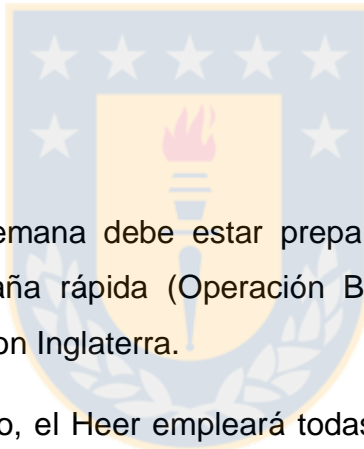 emana debe estar prepa
aña rápida (Operación B
on Inglaterra.
o, el Heer empleará todas